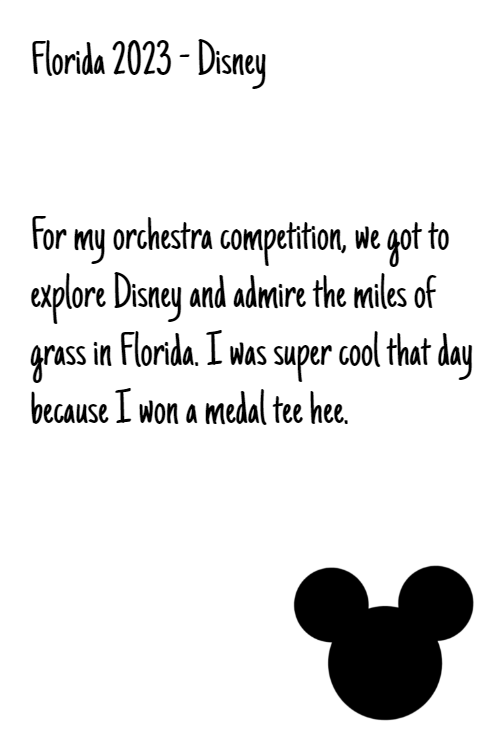 Florida 2023 - Disney
For my orchestra competition, we got to
explore Disney and admire the miles of
grass in Florida. I was super cool that day
because I won a medal tee hee.